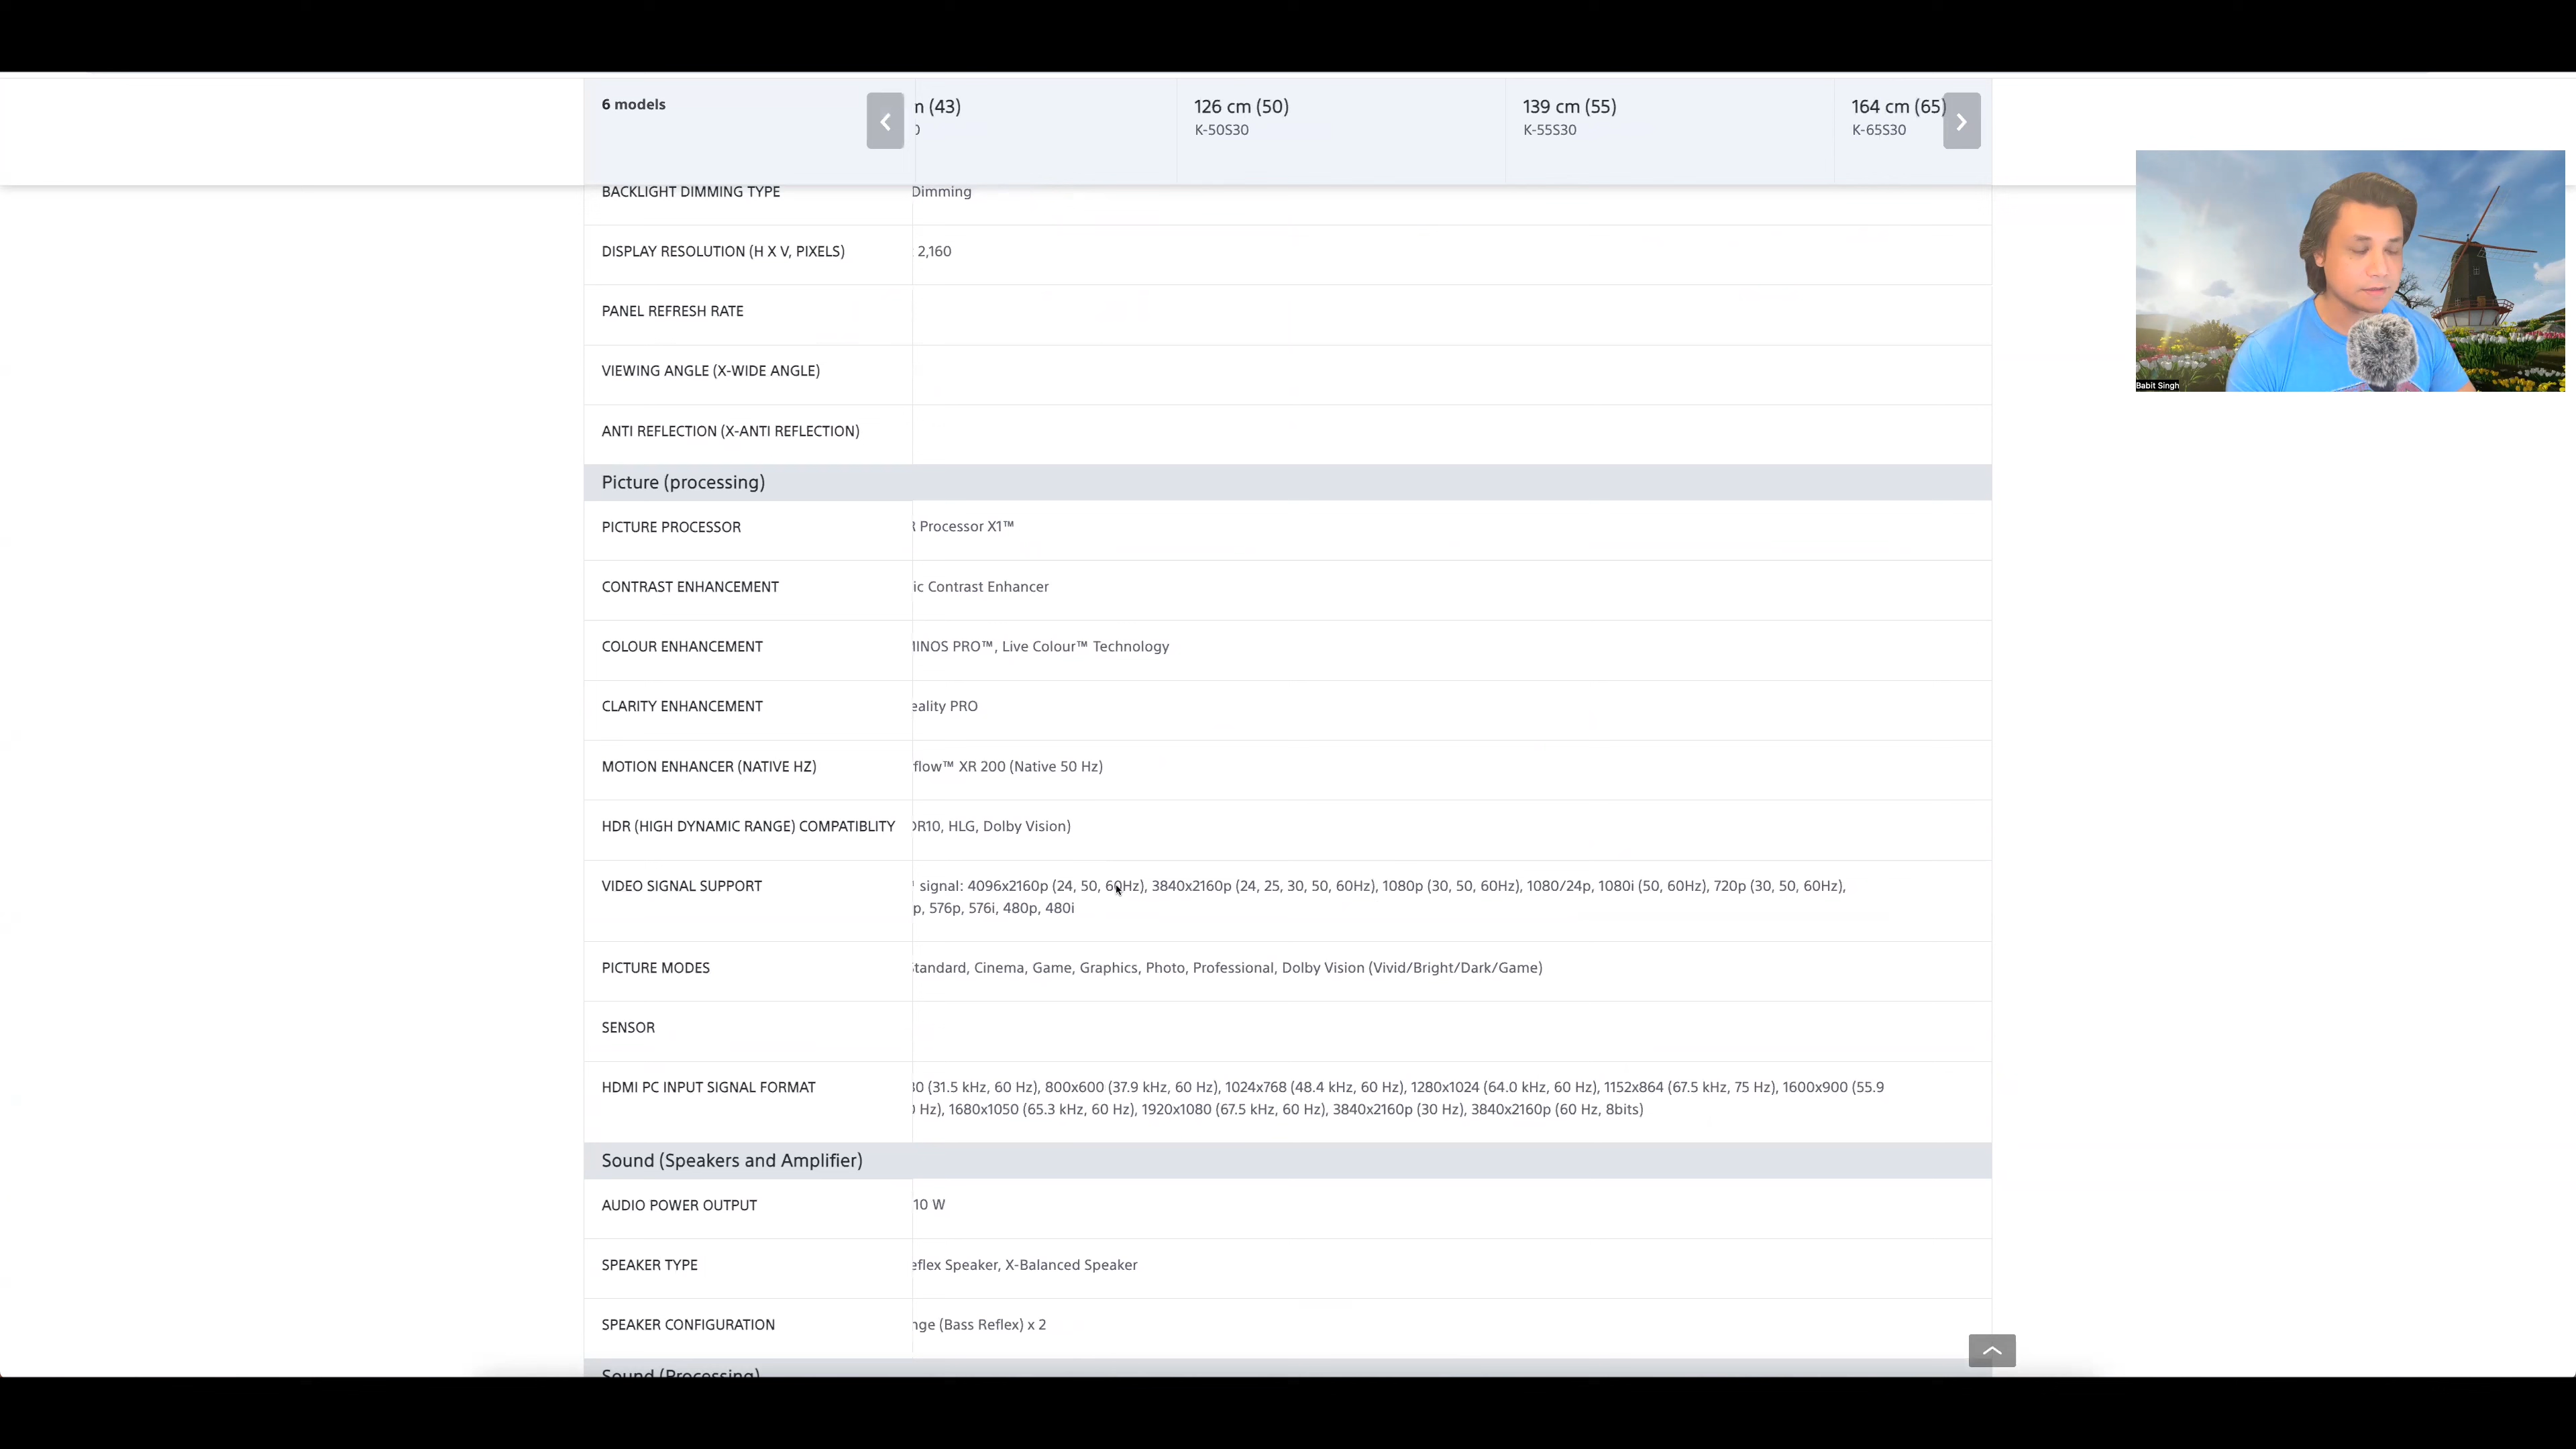 6 models
n (43)
126 cm (50)
139 cm (55)
164 cm (65)
K-50S30
K-55S30
K-65S30
BACKLIGHT DIMMING TYPE
Dimming
DISPLAY RESOLUTION (H X V, PIXELS)
2,160
PANEL REFRESH RATE
VIEWING ANGLE (X-WIDE ANGLE)
ANTI REFLECTION (X-ANTI REFLECTION)
Picture (processing)
PICTURE PROCESSOR
R Processor X1™
CONTRAST ENHANCEMENT
ic Contrast Enhancer
COLOUR ENHANCEMENT
MINOS PRO™, Live Colour™ Technology
CLARITY ENHANCEMENT
eality PRO
MOTION ENHANCER (NATIVE HZ)
flow™ XR 200 (Native 50 Hz)
HDR (HIGH DYNAMIC RANGE) COMPATIBLITY
DR10, HLG, Dolby Vision)
VIDEO SIGNAL SUPPORT
signal: 4096x2160p (24, 50, 60Hz), 3840x2160p (24, 25, 30, 50, 60Hz), 1080p (30, 50, 60Hz), 1080/24p, 1080i (50, 60Hz), 720p (30, 50, 60Hz),
p, 576p, 576i, 480p, 480i
PICTURE MODES
Standard, Cinema, Game, Graphics, Photo, Professional, Dolby Vision (Vivid/Bright/Dark/Game)
SENSOR
HDMI PC INPUT SIGNAL FORMAT
80 (31.5 kHz, 60 Hz), 800x600 (37.9 kHz, 60 Hz), 1024x768 (48.4 kHz, 60 Hz), 1280x1024 (64.0 kHz, 60 Hz), 1152x864 (67.5 kHz, 75 Hz), 1600x900 (55.9
Hz), 1680x1050 (65.3 kHz, 60 Hz), 1920x1080 (67.5 kHz, 60 Hz), 3840x2160p (30 Hz), 3840x2160p (60 Hz, 8bits)
Sound (Speakers and Amplifier)
AUDIO POWER OUTPUT
10 W
SPEAKER TYPE
eflex Speaker, X-Balanced Speaker
SPEAKER CONFIGURATION
nge (Bass Reflex) x 2
Sound (Processing)
Babit Singh